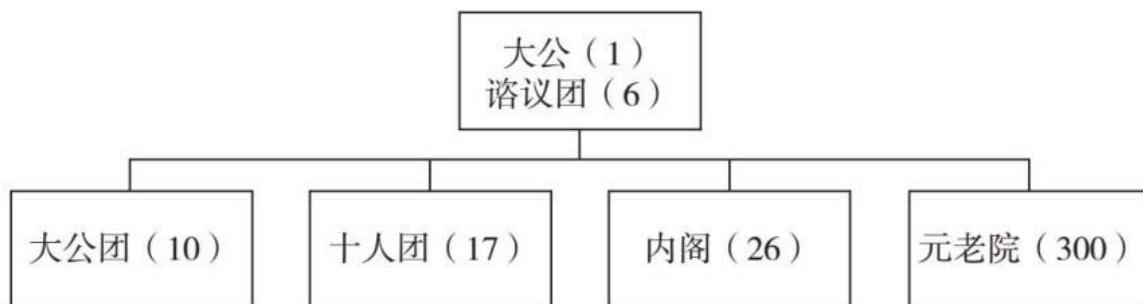 大公（1）
谘议团（6）
大公团（10）
十人团（17）
内阁（26）
元老院（300）